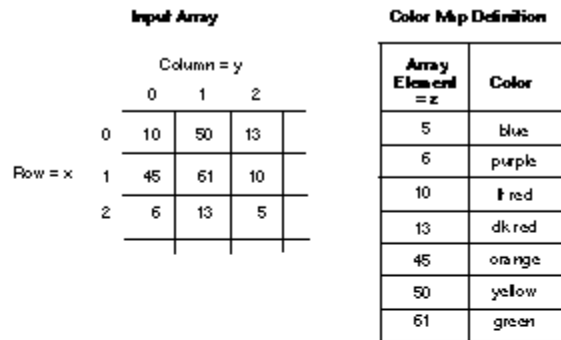 Input Array
Column = y
0 1 2
0 10 50 13
Row = x 1 45 61 10
2 6 13 5
Color Map Definition
Array Element = z Color
5 blue
6 purple
10 lt red
13 dk red
45 orange
50 yellow
61 green